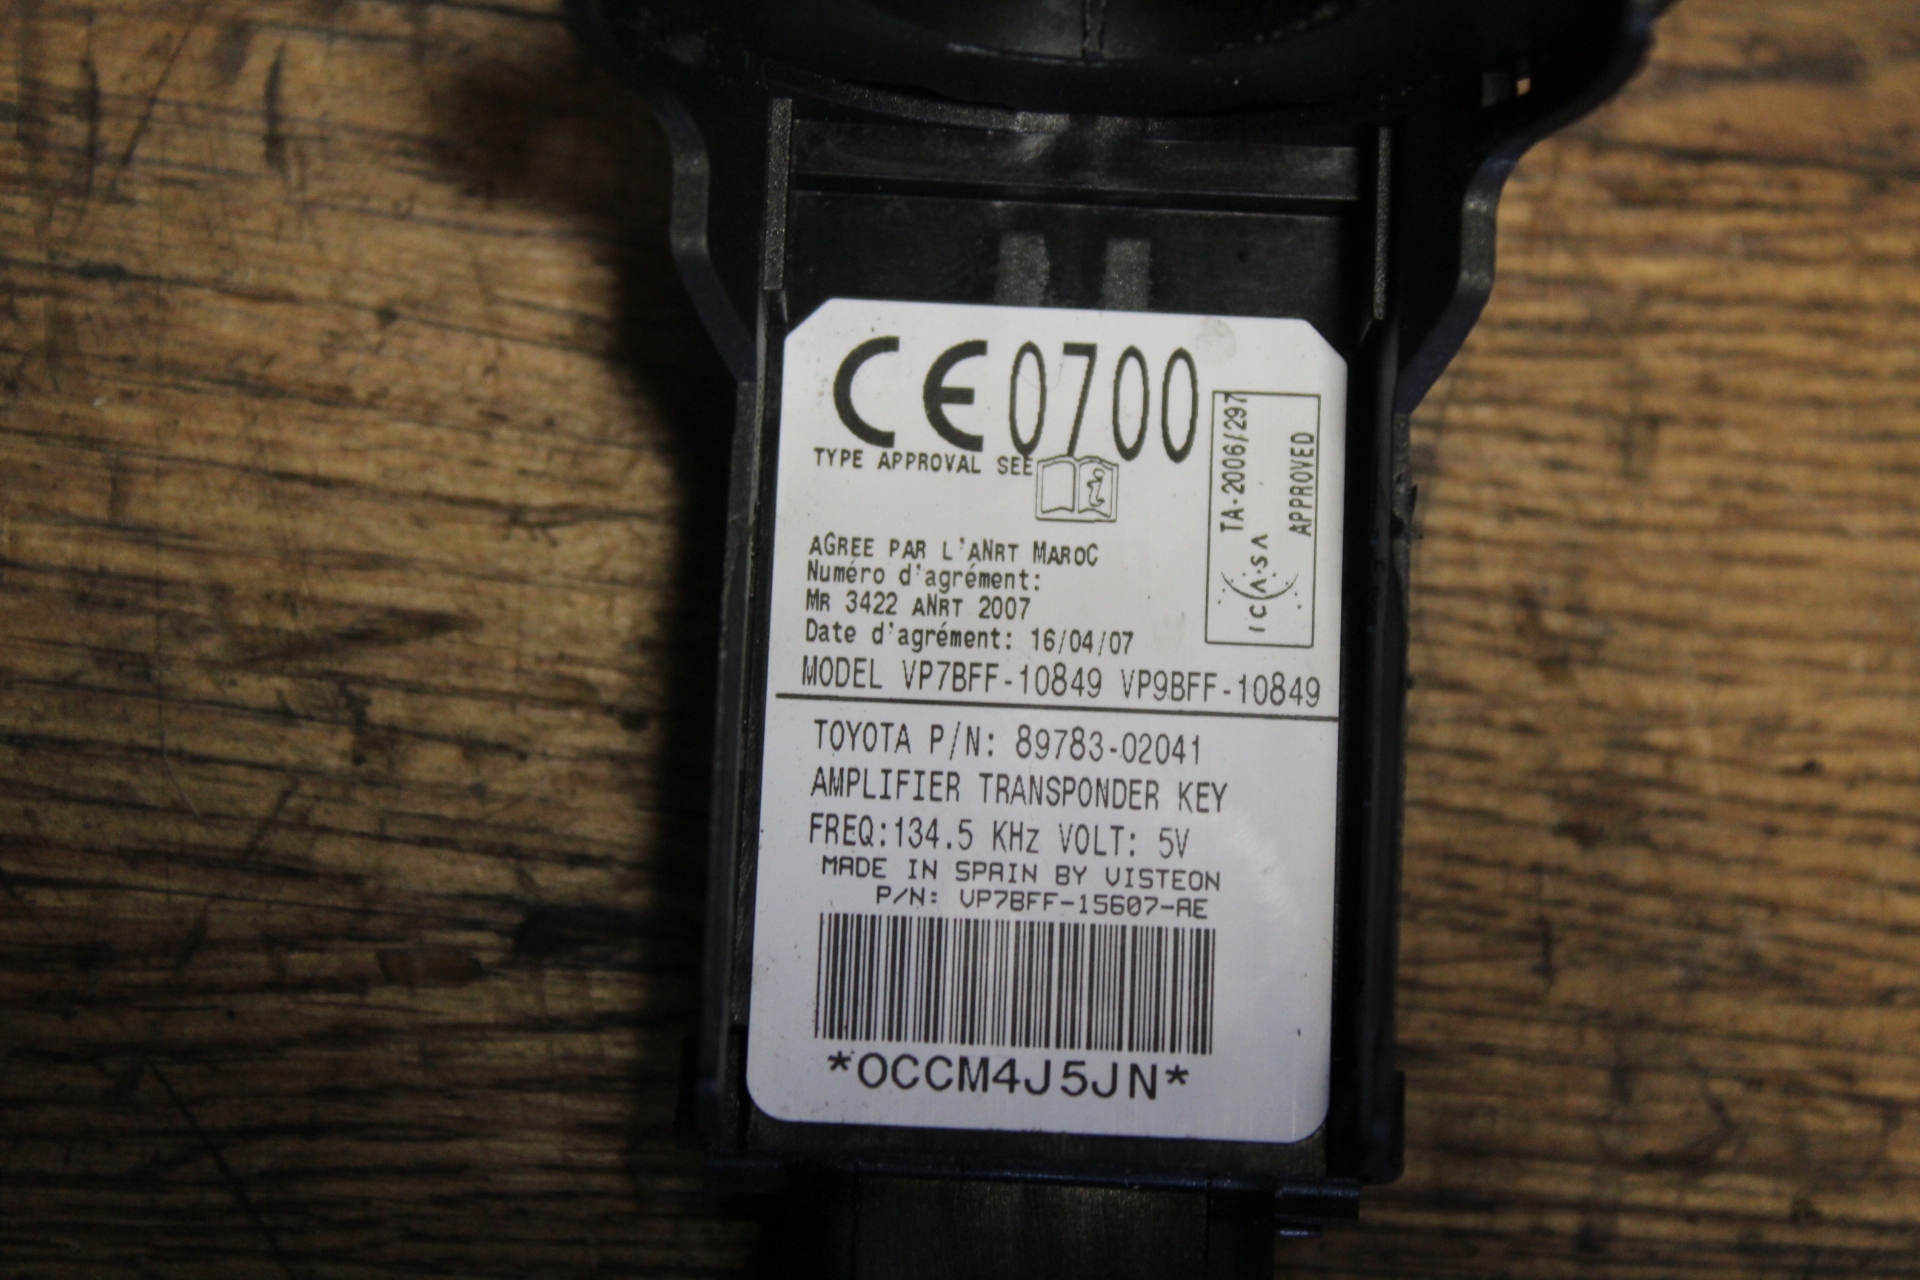 CE0700
TYPE APPROVAL SEE
TA-2006/297
APPROVED
I C A S A
AGREE PAR L'ANRT MAROC
Numéro d'agrément:
MR 3422 ANRT 2007
Date d'agrément: 16/04/07
MODEL VP7BFF-10849 VP9BFF-10849
TOYOTA P/N: 89783-02041
AMPLIFIER TRANSPONDER KEY
FREQ:134.5 KHz VOLT: 5V
MADE IN SPAIN BY VISTEON
P/N: VP7BFF-15607-AE
*OCCM4J5JN*